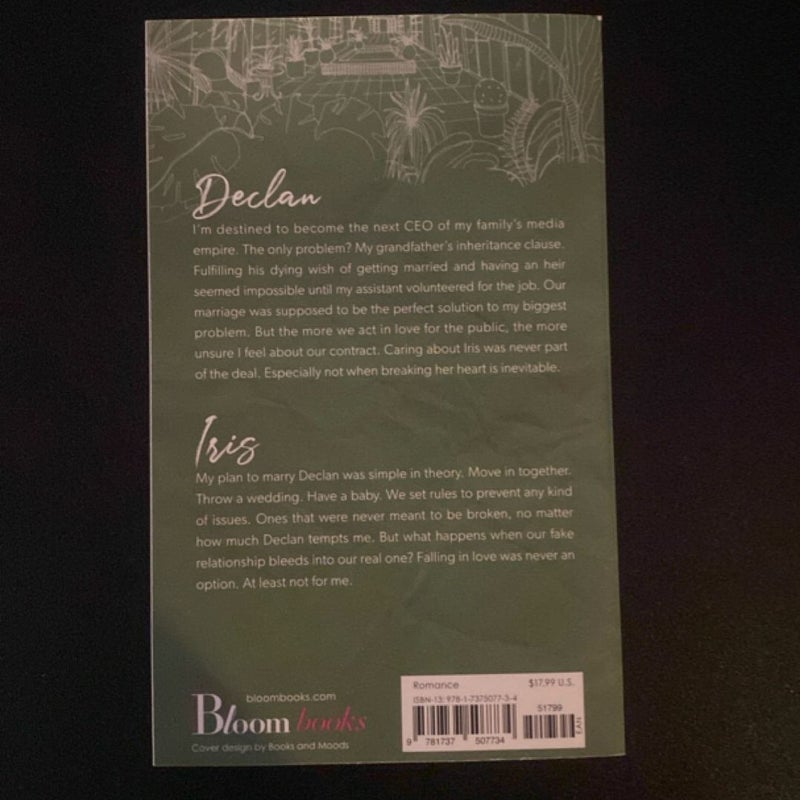 Declan
I'm destined to become the next CEO of my family's media
empire. The only problem? My grandfather's inheritance clause.
Fulfilling his dying wish of getting married and having an heir
seemed impossible until my assistant volunteered for the job. Our
marriage was supposed to be the perfect solution to my biggest
problem. But the more we act in love for the public, the more
unsure I feel about our contract. Caring about Iris was never part
of the deal. Especially not when breaking her heart is inevitable.
Iris
My plan to marry Declan was simple in theory. Move in together.
Throw a wedding. Have a baby. We set rules to prevent any kind
of issues. Ones that were never meant to be broken, no matter
how much Declan tempts me. But what happens when our fake
relationship bleeds into our real one? Falling in love was never an
option. At least not for me.
bloombooks.com
Bloom books
Cover design by Books and Moods
Romance $17.99 U.S.
ISBN-13: 978-1-7375077-3-4
51799
9 781737 507734
EAN